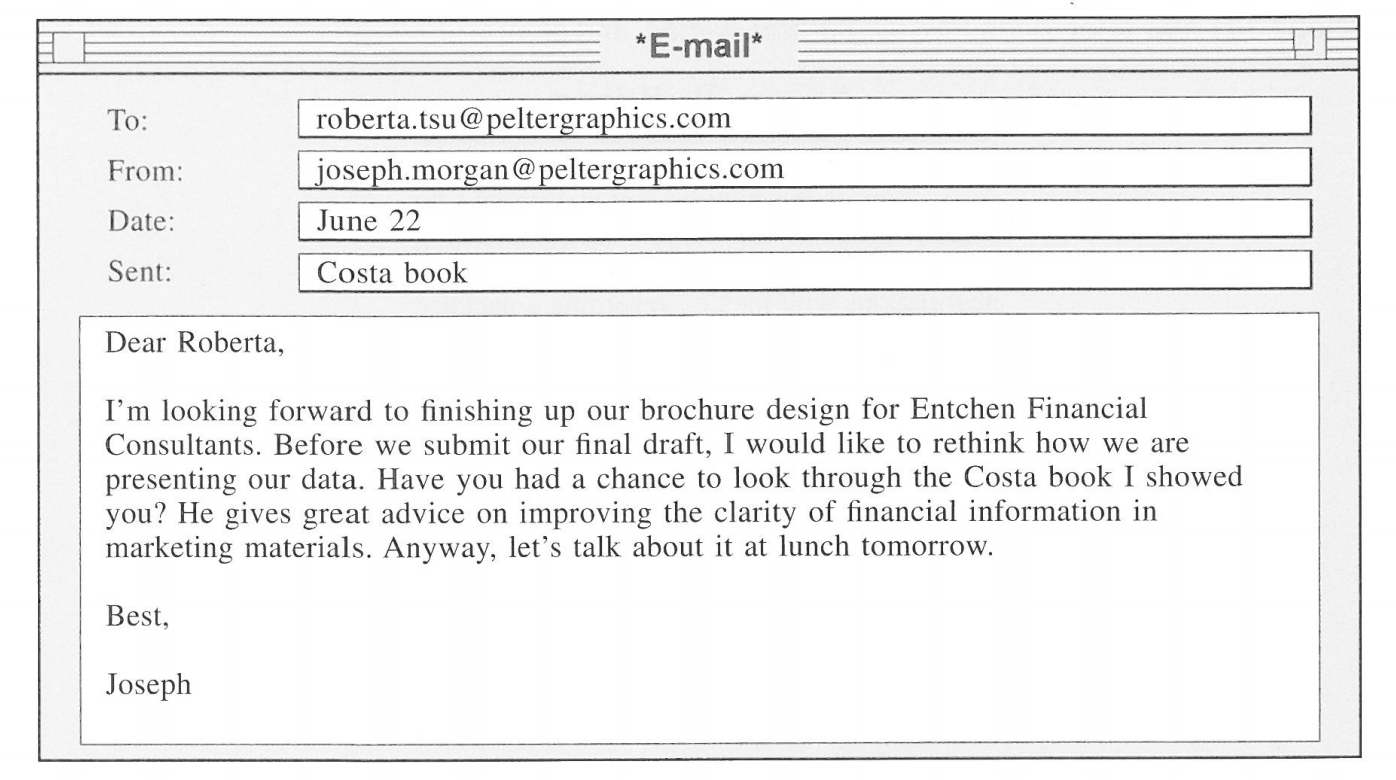 *E-mail*
To: roberta.tsu@peltergraphics.com
From: joseph.morgan@peltergraphics.com
Date: June 22
Sent: Costa book
Dear Roberta,
I'm looking forward to finishing up our brochure design for Entchen Financial
Consultants. Before we submit our final draft, I would like to rethink how we are
presenting our data. Have you had a chance to look through the Costa book I showed
you? He gives great advice on improving the clarity of financial information in
marketing materials. Anyway, let's talk about it at lunch tomorrow.
Best,
Joseph